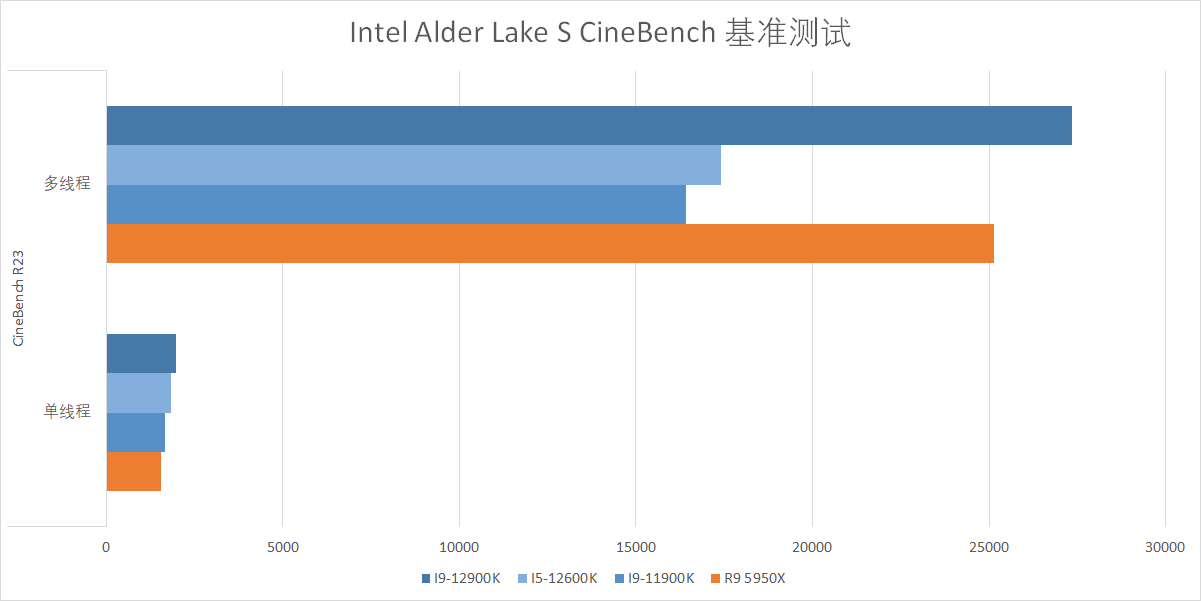 Intel Alder Lake S CineBench 基准测试
多线程
CineBench R23
单线程
0 5000 10000 15000 20000 25000 30000
I9-12900K I5-12600K I9-11900K R9 5950X